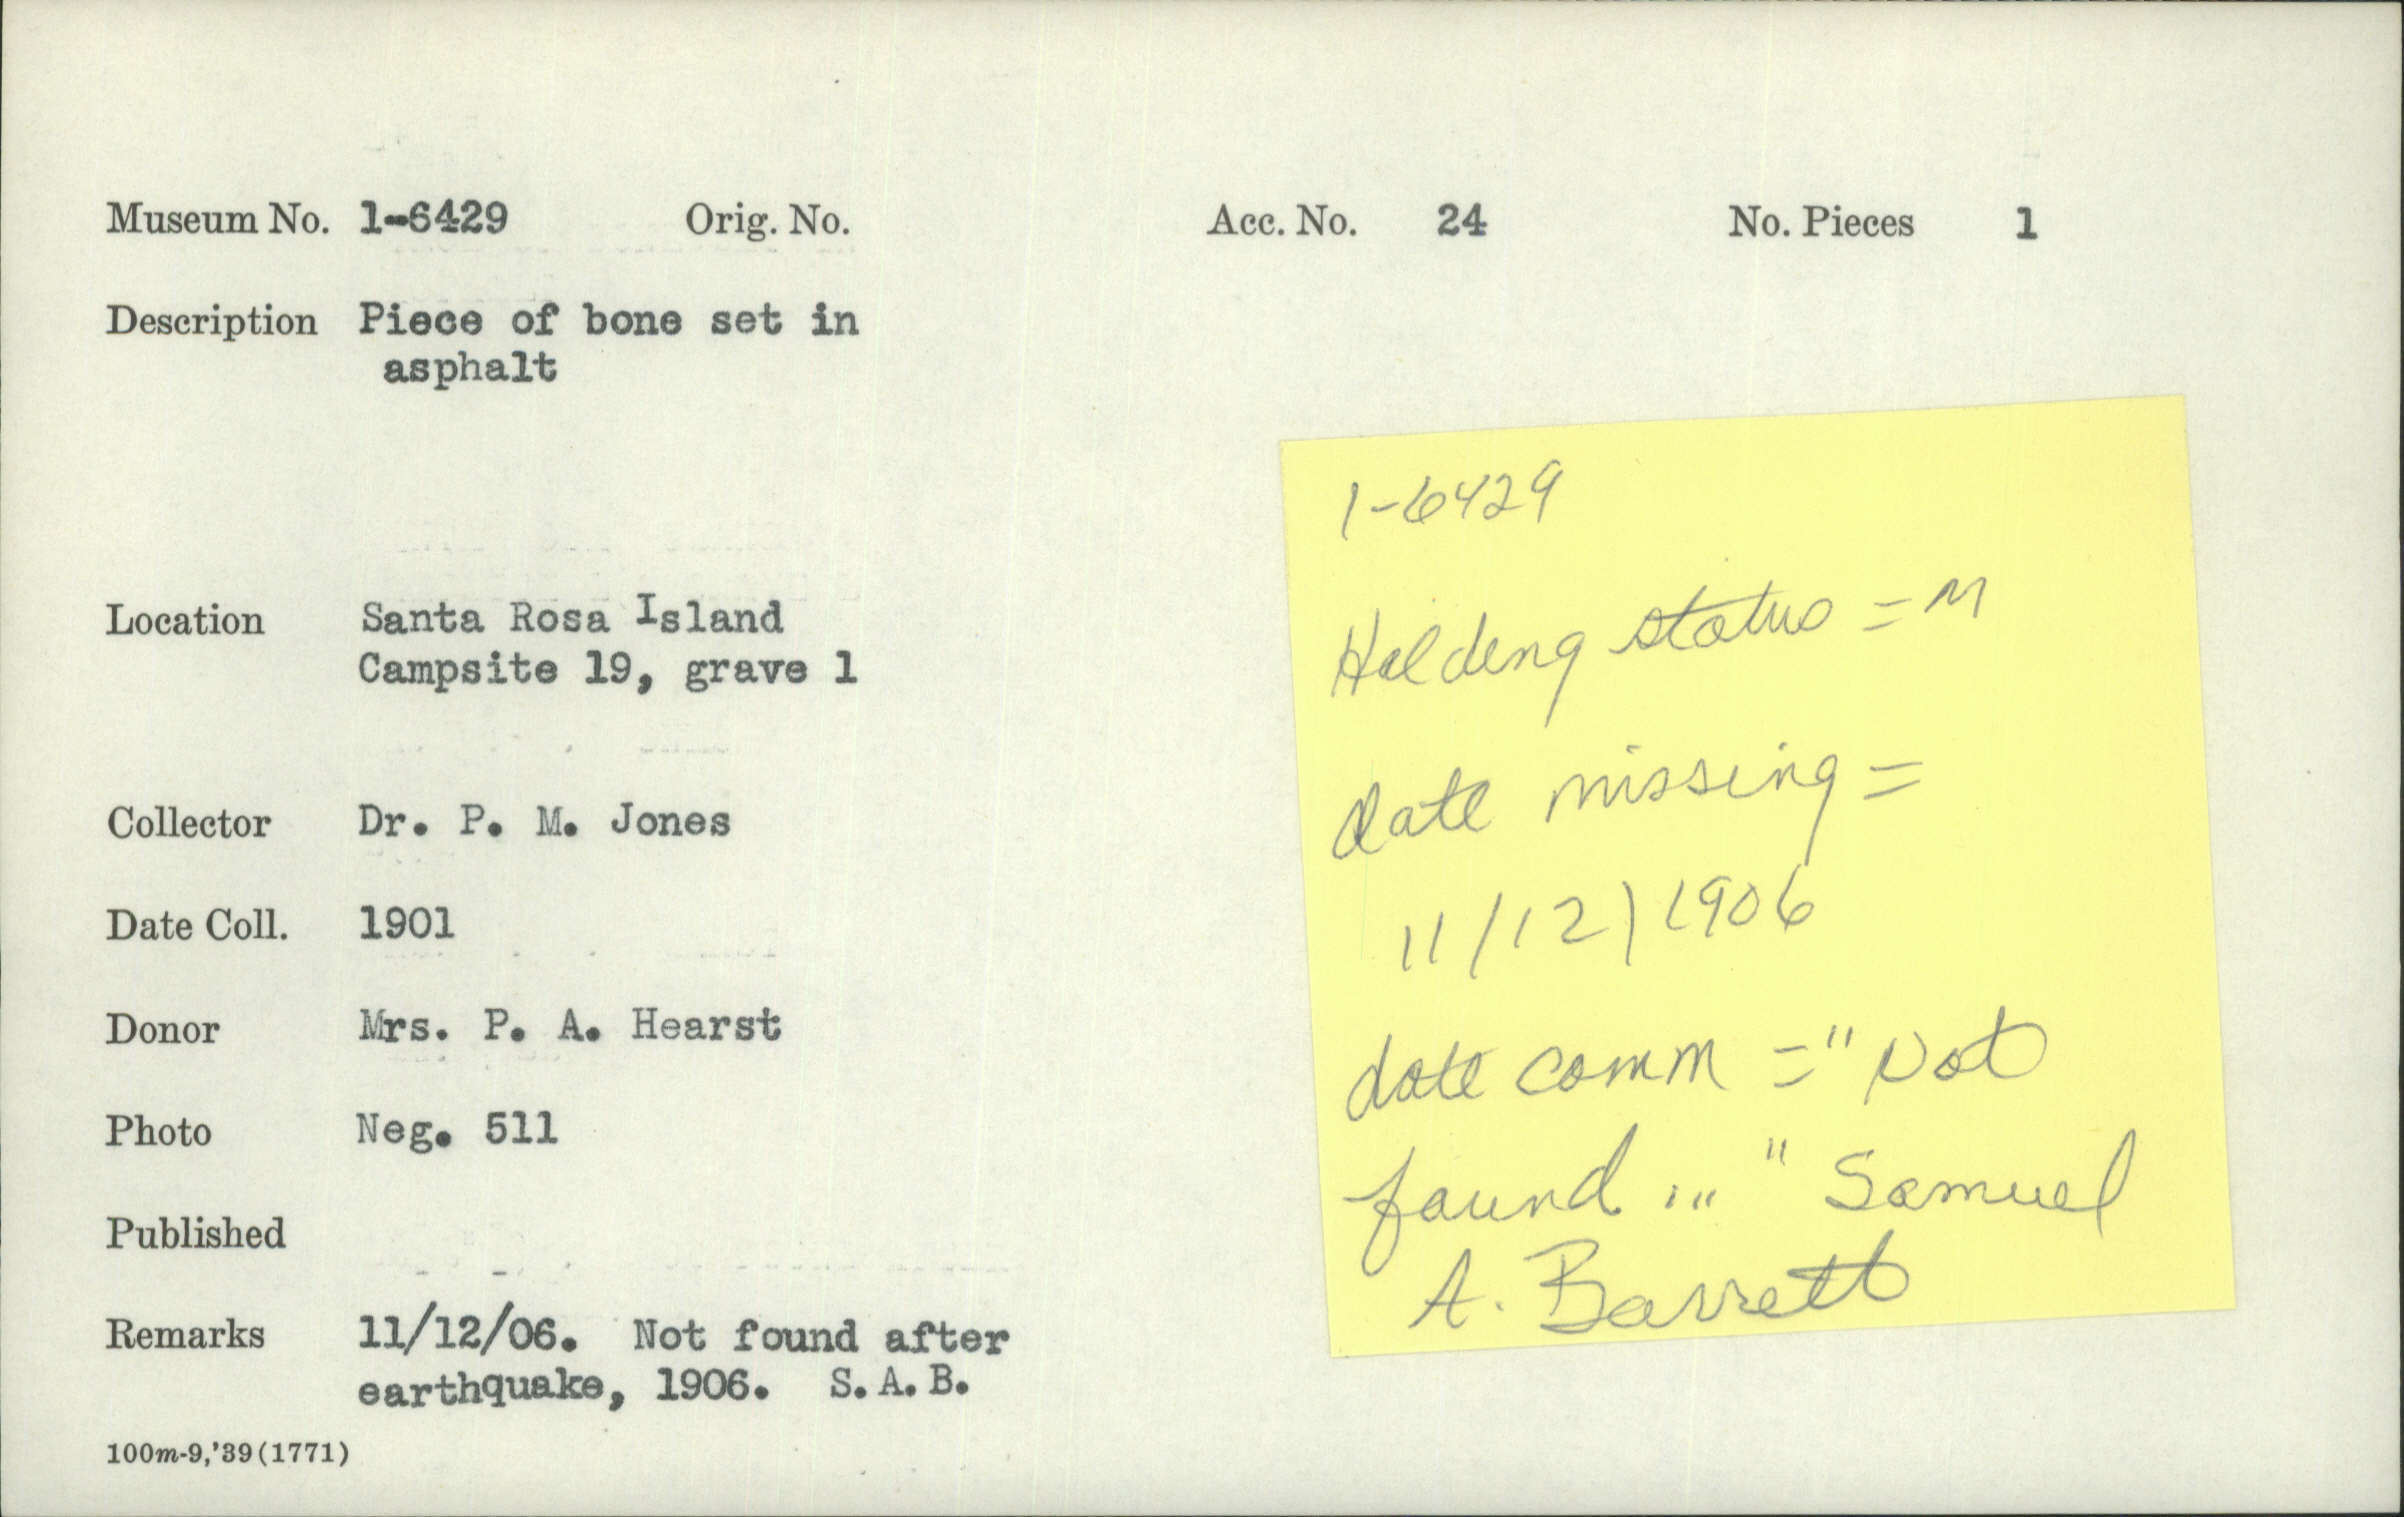 Museum No. 1-6429 Orig. No. Acc. No. 24 No. Pieces 1
Description Piece of bone set in
asphalt
Location Santa Rosa Island
Campsite 19, grave 1
Collector Dr. P. M. Jones
Date Coll. 1901
Donor Mrs. P. A. Hearst
Photo Neg. 511
Published
Remarks 11/12/06. Not found after
earthquake, 1906. S.A.B.
100m-9,'39(1771)
1-6429
Holding status = M
date missing =
11/12/1906
date comm = "Not
found..." Samuel
A. Barrett